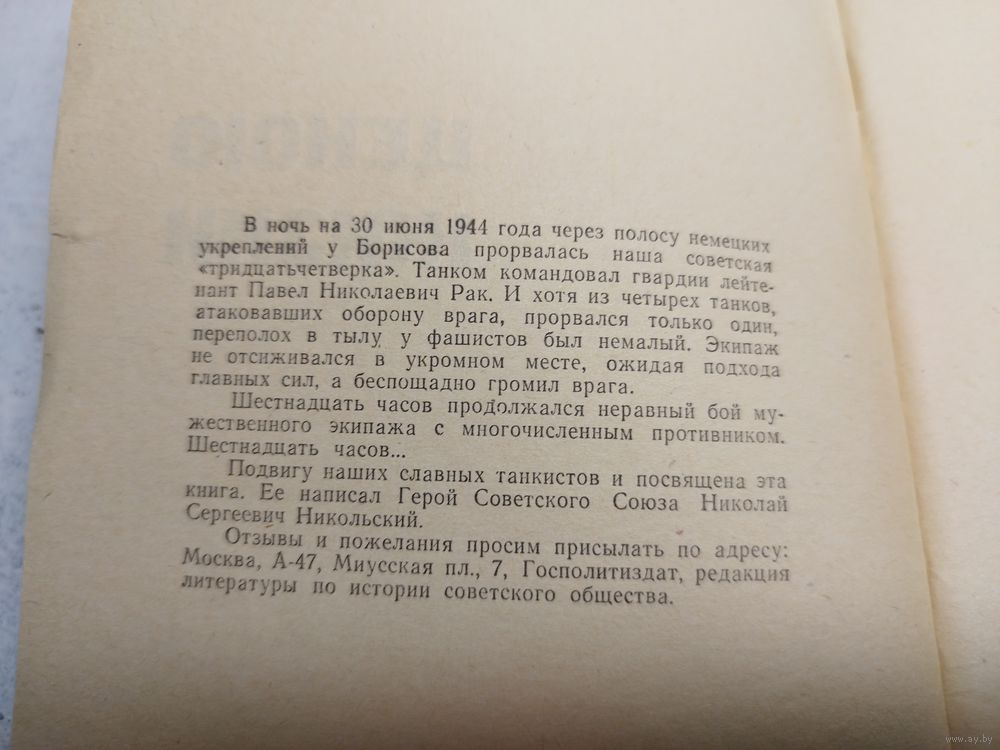 ЦЕНОЮ
В ночь на 30 июня 1944 года через полосу немецких
укреплений у Борисова прорвалась наша советская
«тридцатьчетверка». Танком командовал гвардии лейте-
нант Павел Николаевич Рак. И хотя из четырех танков,
атаковавших оборону врага, прорвался только один,
переполох в тылу у фашистов был немалый. Экипаж
не отсиживался в укромном месте, ожидая подхода
главных сил, а беспощадно громил врага.
Шестнадцать часов продолжался неравный бой му-
жественного экипажа с многочисленным противником.
Шестнадцать часов...
Подвигу наших славных танкистов и посвящена эта
книга. Ее написал Герой Советского Союза Николай
Сергеевич Никольский.
Отзывы и пожелания просим присылать по адресу:
Москва, А-47, Миусская пл., 7, Госполитиздат, редакция
литературы по истории советского общества.
www.ay.by